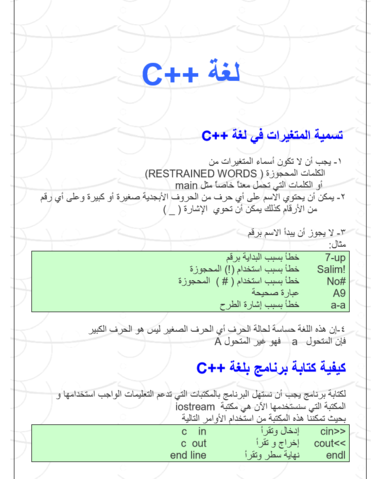 لغة C++
تسمية المتغيرات في لغة C++
١- يجب أن لا تكون أسماء المتغيرات من
الكلمات المحجوزة ( RESTRAINED WORDS)
أو الكلمات التي تحمل معناً خاصاً مثل main
٢- يمكن أن يحتوي الاسم على أي حرف من الحروف الأبجدية صغيرة أو كبيرة وعلى أي رقم
من الأرقام كذلك يمكن أن تحوي الإشارة ( _ )
٣- لا يجوز أن يبدأ الاسم برقم
مثال:
7-up خطأ بسبب البداية برقم
Salim! خطأ بسبب استخدام (!) المحجوزة
No# خطأ بسبب استخدام ( # ) المحجوزة
A9 عبارة صحيحة
a-a خطأ بسبب إشارة الطرح
٤-إن هذه اللغة حساسة لحالة الحرف أي الحرف الصغير ليس هو الحرف الكبير
فإن المتحول a فهو غير المتحول A
كيفية كتابة برنامج بلغة C++
لكتابة برنامج يجب أن نستهل البرنامج بالمكتبات التي تدعم التعليمات الواجب استخدامها و
المكتبة التي سنستخدمها الآن هي مكتبة iostream
بحيث تمكننا هذه المكتبة من استخدام الأوامر التالية
cin>> إدخال وتقرأ c in
cout<< إخراج و تقرأ c out
endl نهاية سطر وتقرأ end line